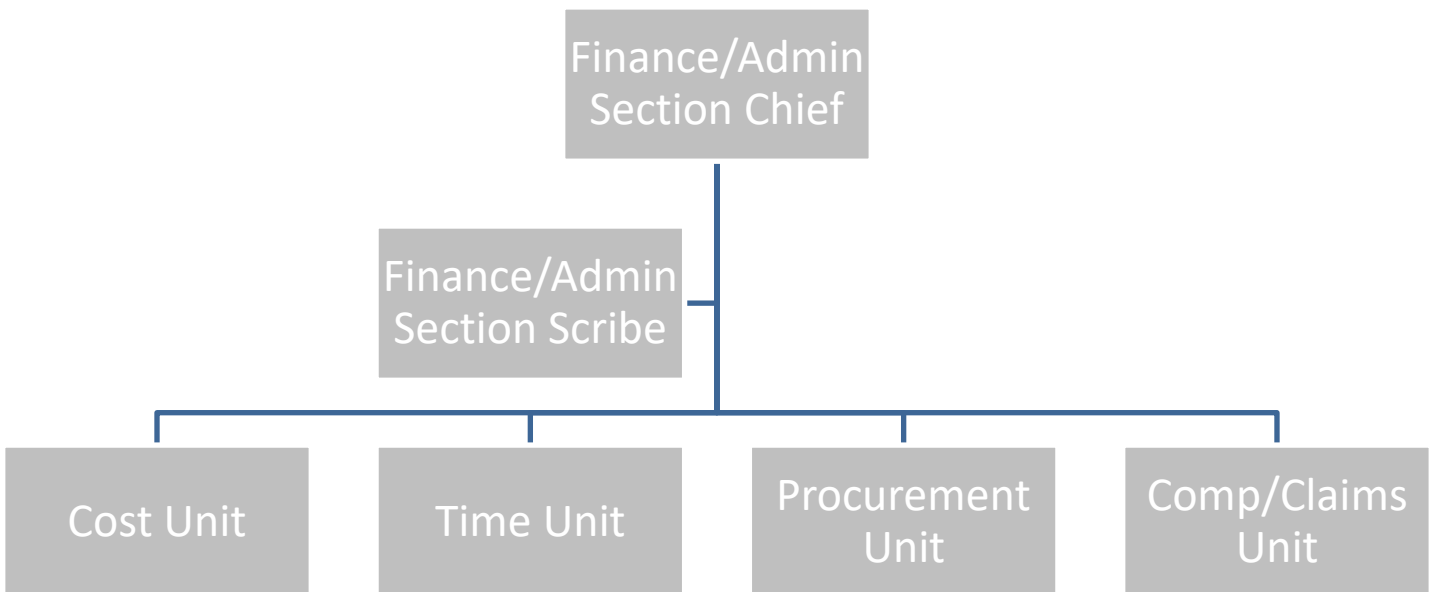 Finance/Admin
Section Chief
Finance/Admin
Section Scribe
Cost Unit
Time Unit
Procurement
Unit
Comp/Claims
Unit